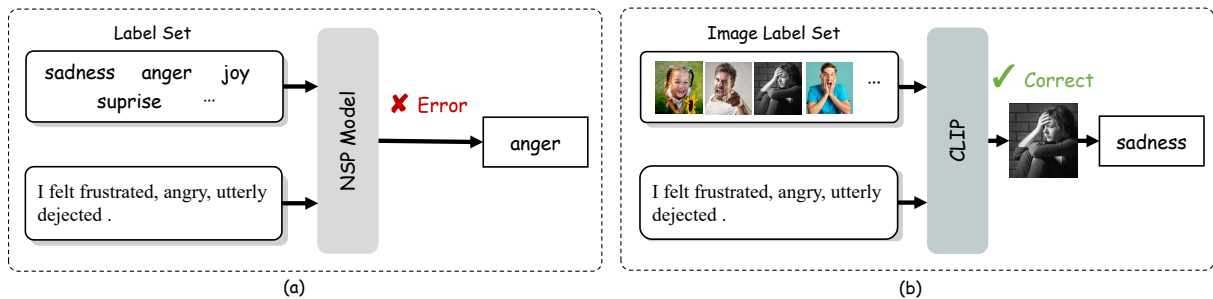 Label Set
sadness anger joy
suprise ...
I felt frustrated, angry, utterly
dejected .
NSP Model
✘ Error
anger
(a)
Image Label Set
...
I felt frustrated, angry, utterly
dejected .
CLIP
✓ Correct
sadness
(b)